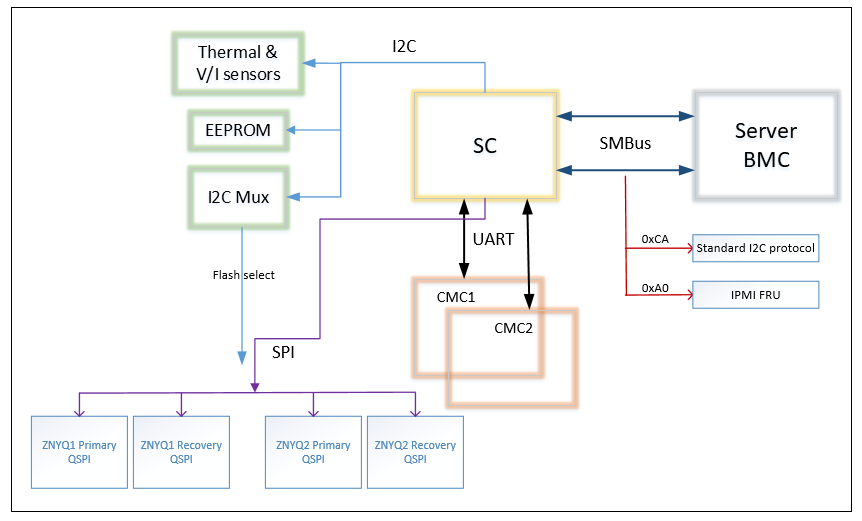 Thermal &
V/I sensors
I2C
EEPROM
SC
SMBus
Server
BMC
I2C Mux
UART
0xCA
Standard I2C protocol
Flash select
0xA0
IPMI FRU
CMC1
CMC2
SPI
ZNYQ1 Primary
QSPI
ZNYQ1 Recovery
QSPI
ZNYQ2 Primary
QSPI
ZNYQ2 Recovery
QSPI